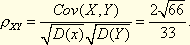 ρ_XY = Cov(X,Y) / (√D(x) √D(Y)) = 2√66 / 33.